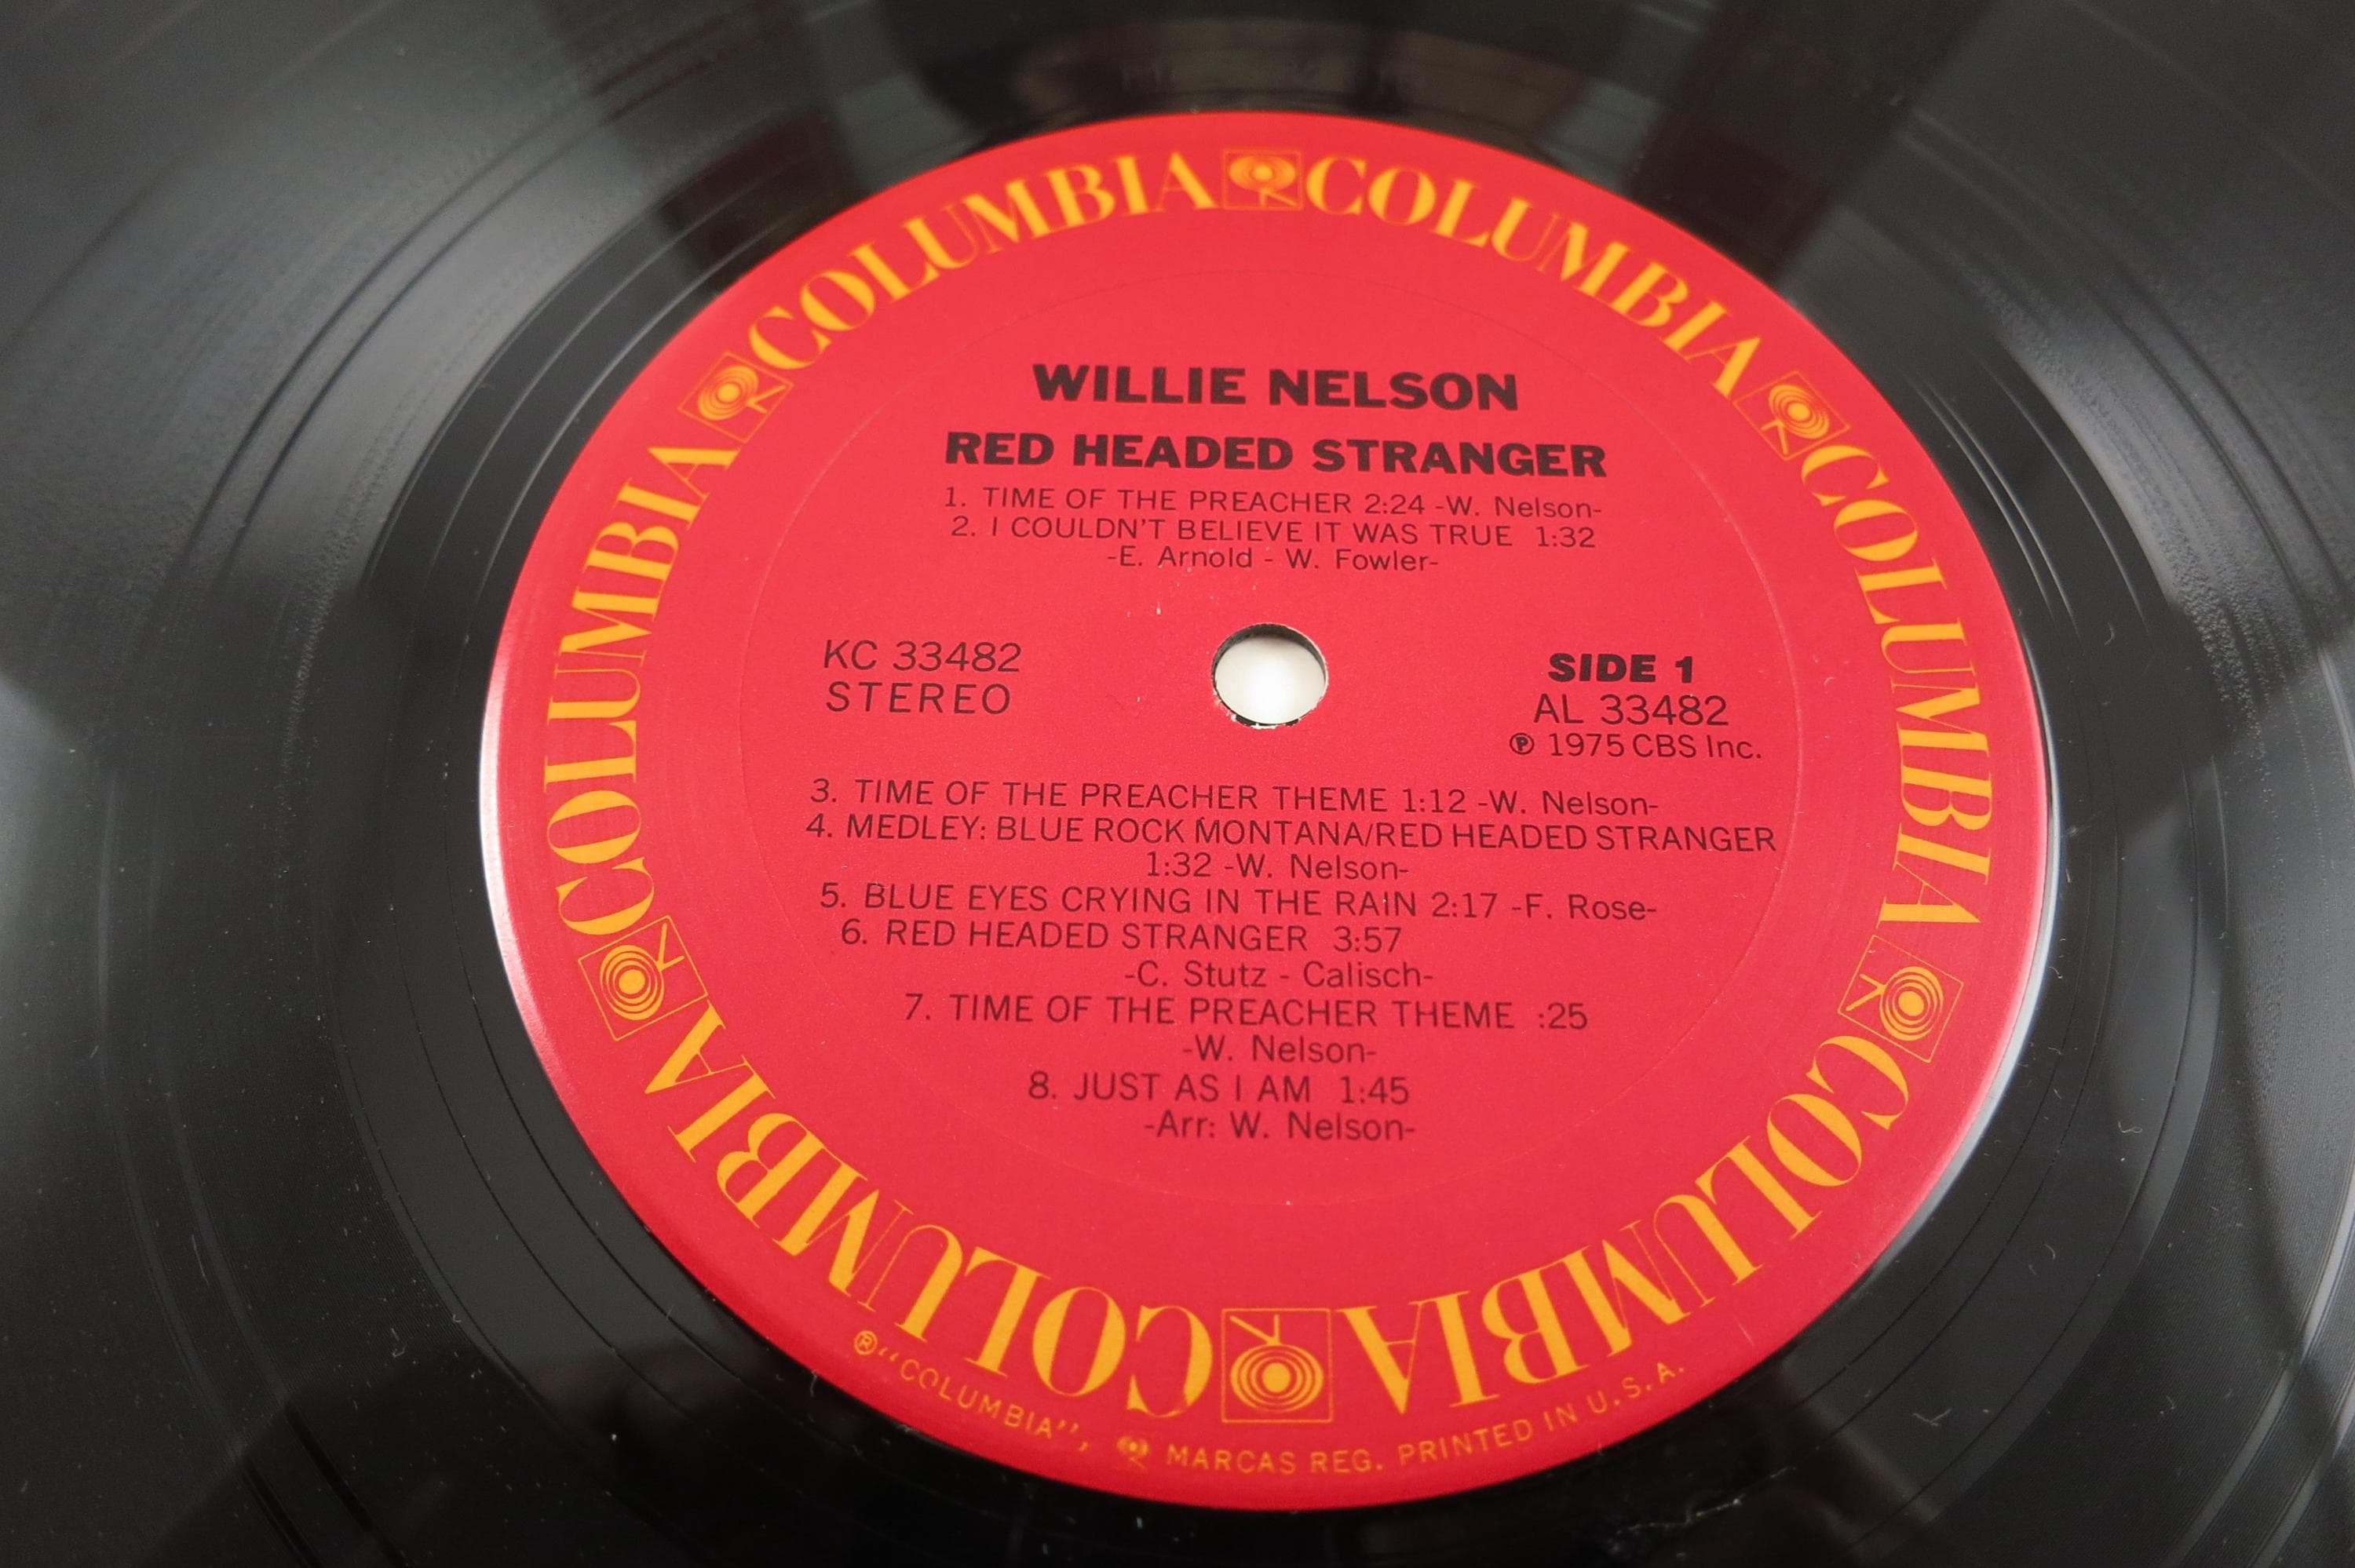 COLUMBIA COLUMBIA COLUMBIA COLUMBIA COLUMBIA COLUMBIA
WILLIE NELSON
RED HEADED STRANGER
1. TIME OF THE PREACHER 2:24 -W. Nelson-
2. I COULDN'T BELIEVE IT WAS TRUE 1:32
-E. Arnold - W. Fowler-
KC 33482
STEREO
SIDE 1
AL 33482
℗ 1975 CBS Inc.
3. TIME OF THE PREACHER THEME 1:12 -W. Nelson-
4. MEDLEY: BLUE ROCK MONTANA/RED HEADED STRANGER
1:32 -W. Nelson-
5. BLUE EYES CRYING IN THE RAIN 2:17 -F. Rose-
6. RED HEADED STRANGER 3:57
-C. Stutz - Calisch-
7. TIME OF THE PREACHER THEME :25
-W. Nelson-
8. JUST AS I AM 1:45
-Arr: W. Nelson-
®"COLUMBIA", MARCAS REG. PRINTED IN U.S.A.